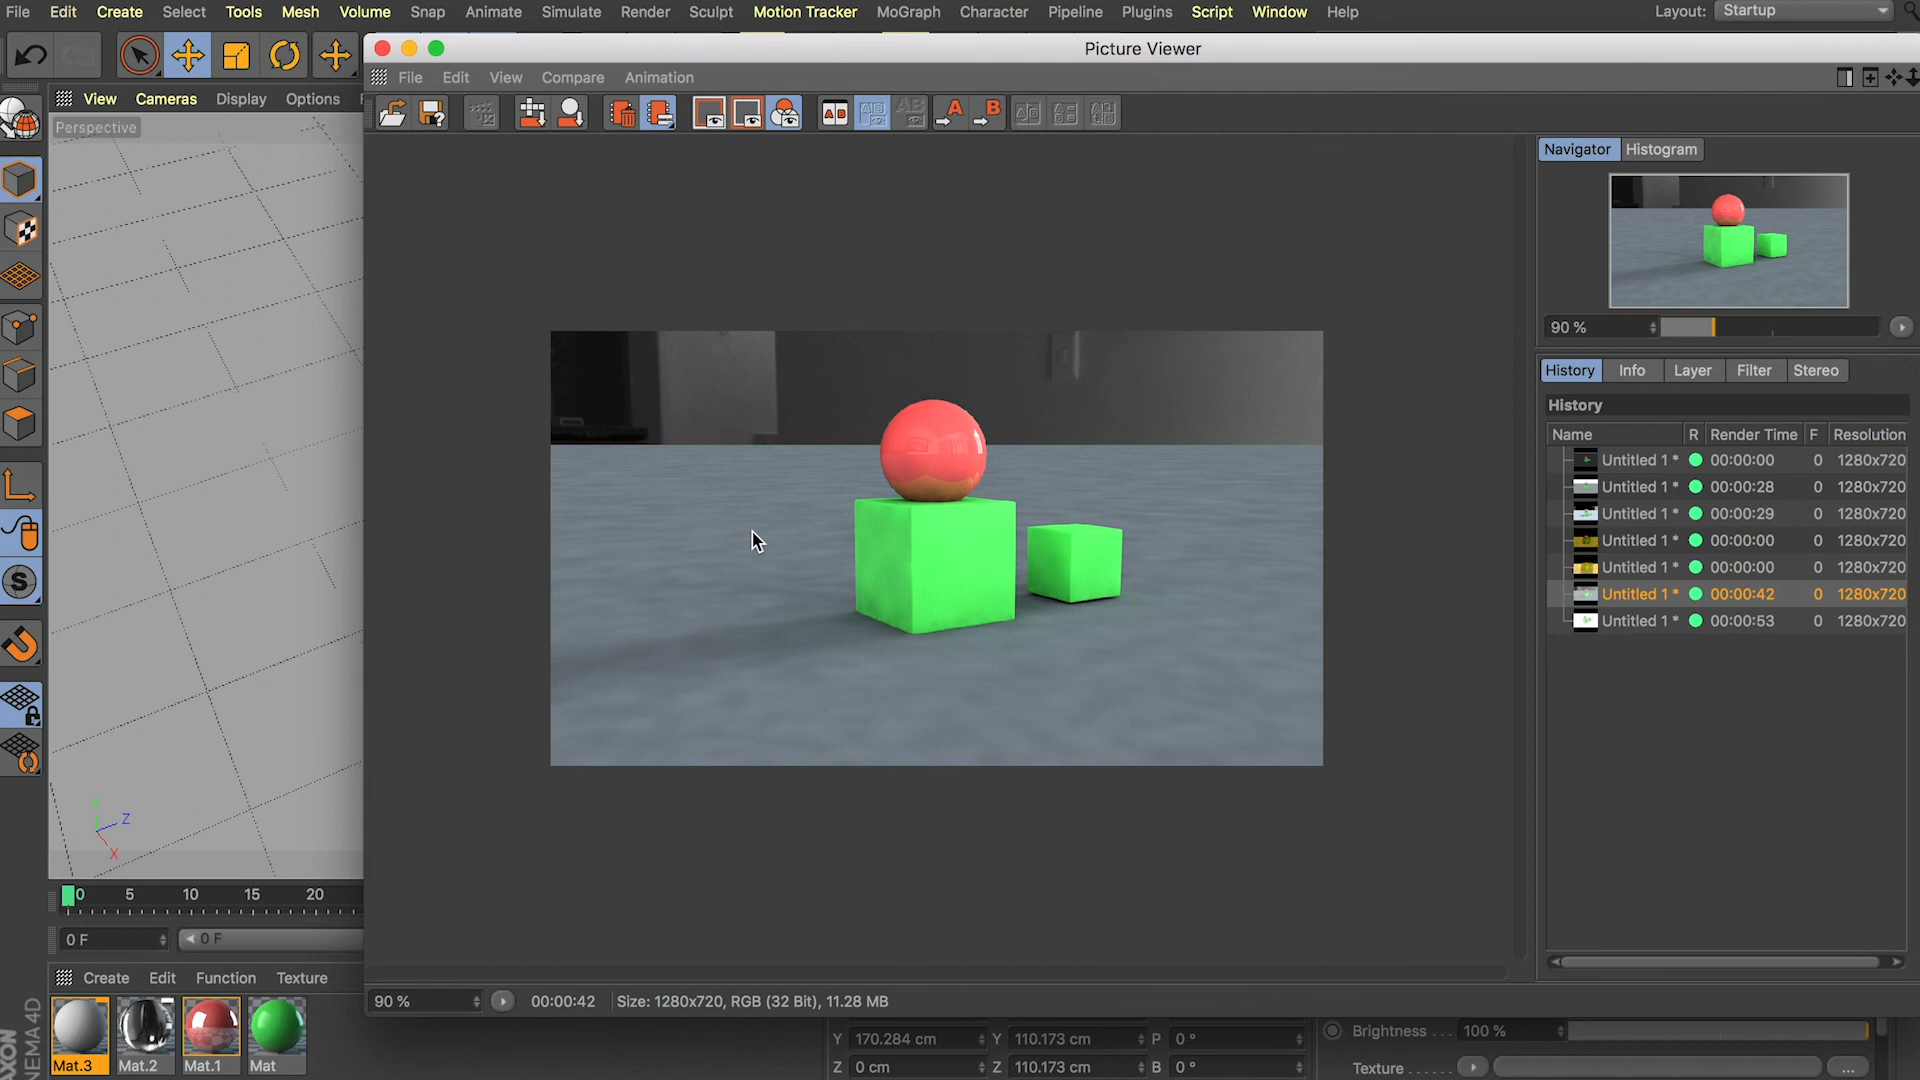 File Edit Create Select Tools Mesh Volume Snap Animate Simulate Render Sculpt Motion Tracker MoGraph Character Pipeline Plugins Script Window Help Layout: Startup
Picture Viewer
File Edit View Compare Animation
View Cameras Display Options
Perspective
A B
A B
Navigator Histogram
90 %
History Info Layer Filter Stereo
History
Name R Render Time F Resolution
Untitled 1 * 00:00:00 0 1280x720
Untitled 1 * 00:00:28 0 1280x720
Untitled 1 * 00:00:29 0 1280x720
Untitled 1 * 00:00:00 0 1280x720
Untitled 1 * 00:00:00 0 1280x720
Untitled 1 * 00:00:42 0 1280x720
Untitled 1 * 00:00:53 0 1280x720
S
Y
Z
X
0 5 10 15 20
0 F 0 F
Create Edit Function Texture
90 % 00:00:42 Size: 1280x720, RGB (32 Bit), 11.28 MB
Mat.3 Mat.2 Mat.1 Mat
Y 170.284 cm Y 110.173 cm P 0 °
Z 0 cm Z 110.173 cm B 0 °
Brightness . . . 100 %
Texture . . . . . . ...
AXON
NEMA 4D